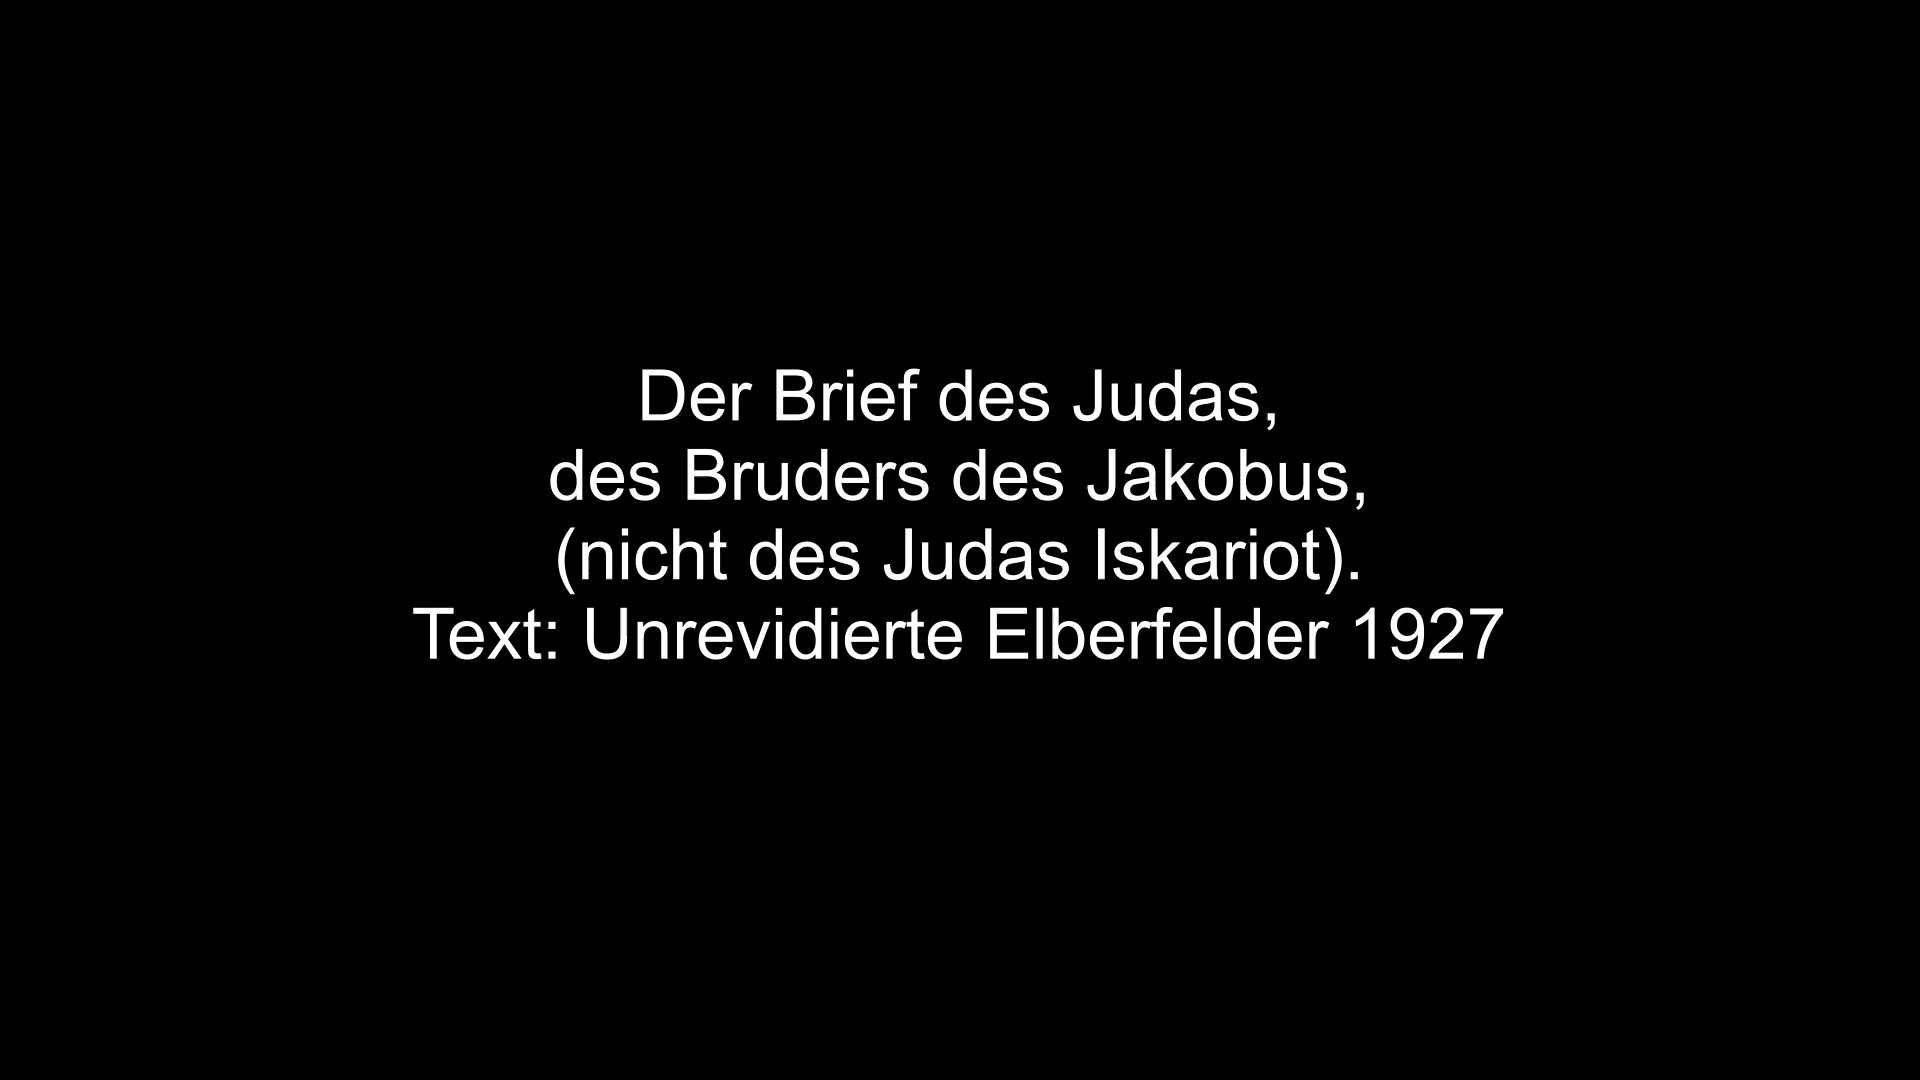 Der Brief des Judas,
des Bruders des Jakobus,
(nicht des Judas Iskariot).
Text: Unrevidierte Elberfelder 1927